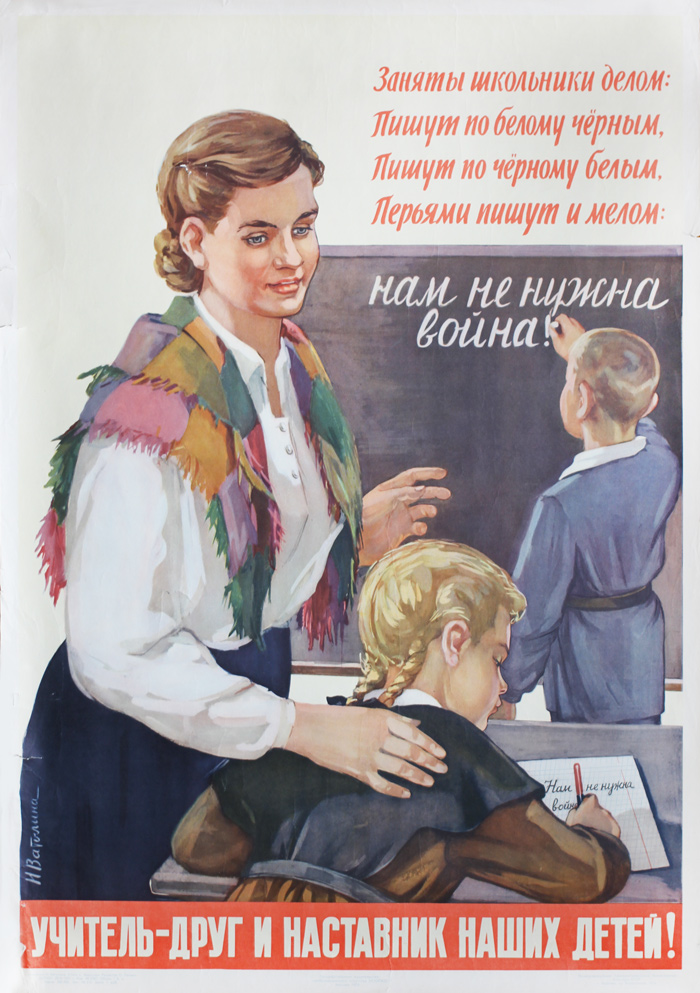 Заняты школьники делом:
Пишут по белому чёрным,
Пишут по чёрному белым,
Перьями пишут и мелом:
нам не нужна
война!
Нам не нужна
война
Н Ватолина
УЧИТЕЛЬ-ДРУГ И НАСТАВНИК НАШИХ ДЕТЕЙ!